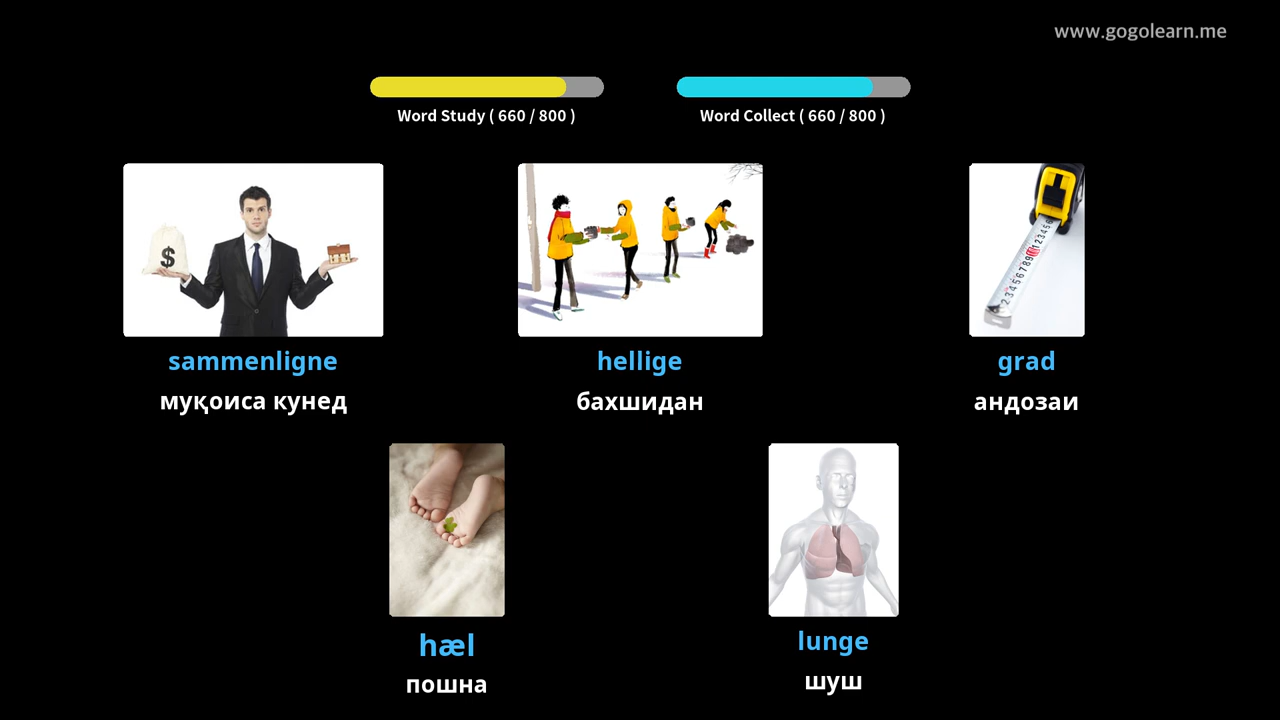 www.gogolearn.me
Word Study ( 660 / 800 )
Word Collect ( 660 / 800 )
sammenligne
муқоиса кунед
hellige
бахшидан
grad
андозаи
hæl
пошна
lunge
шуш